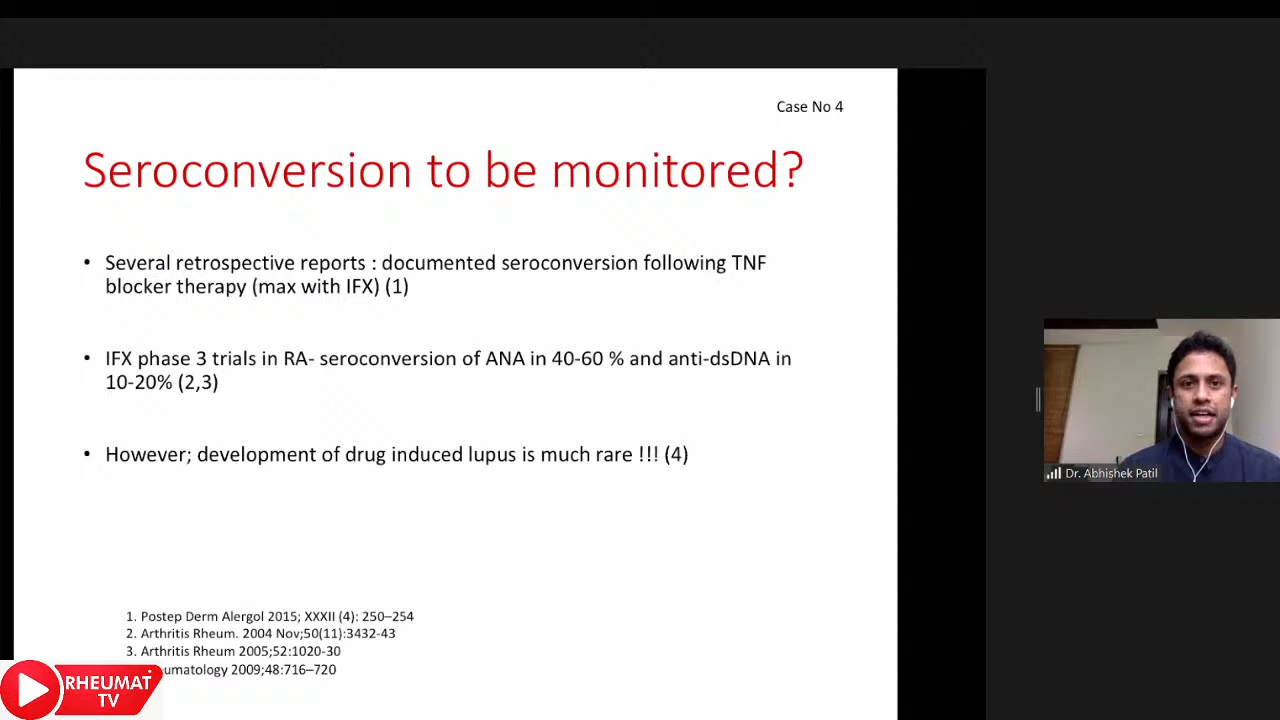 Case No 4
Seroconversion to be monitored?
• Several retrospective reports : documented seroconversion following TNF
blocker therapy (max with IFX) (1)
• IFX phase 3 trials in RA- seroconversion of ANA in 40-60 % and anti-dsDNA in
10-20% (2,3)
• However; development of drug induced lupus is much rare !!! (4)
1. Postep Derm Alergol 2015; XXXII (4): 250–254
2. Arthritis Rheum. 2004 Nov;50(11):3432-43
3. Arthritis Rheum 2005;52:1020-30
umatology 2009;48:716–720
RHEUMAT
TV
Dr. Abhishek Patil